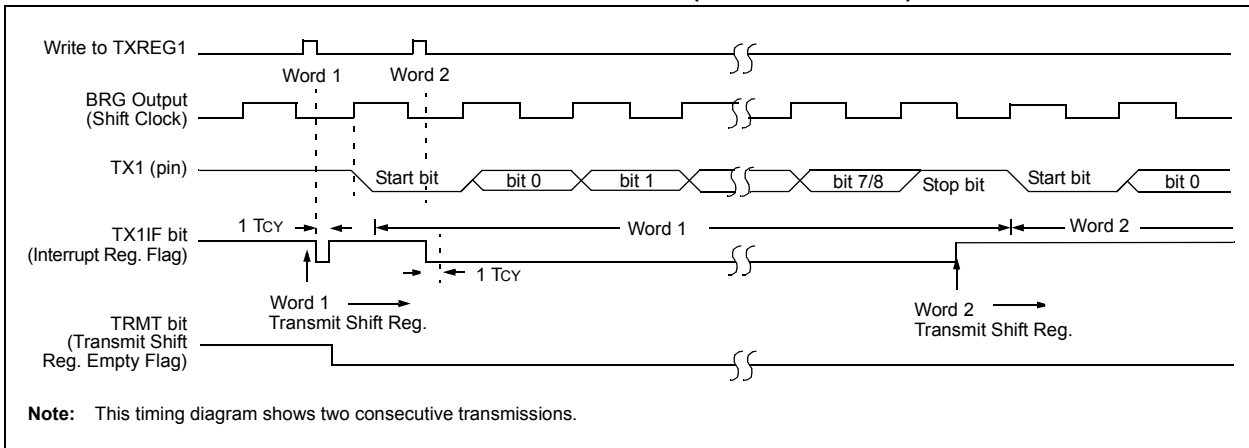 Write to TXREG1
Word 1
Word 2
BRG Output
(Shift Clock)
TX1 (pin)
Start bit
bit 0
bit 1
bit 7/8
Stop bit
Start bit
bit 0
1 TCY
TX1IF bit
(Interrupt Reg. Flag)
Word 1
Word 2
1 TCY
Word 1
Transmit Shift Reg.
Word 2
Transmit Shift Reg.
TRMT bit
(Transmit Shift
Reg. Empty Flag)
Note: This timing diagram shows two consecutive transmissions.